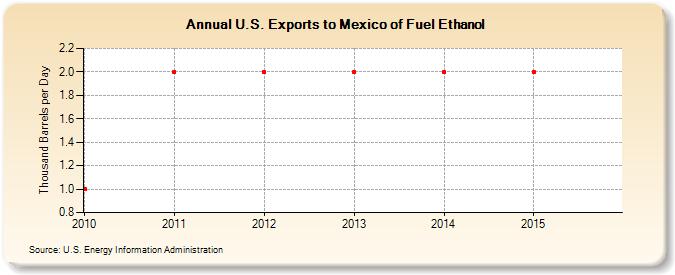 Annual U.S. Exports to Mexico of Fuel Ethanol
Thousand Barrels per Day
2.2
2.0
1.8
1.6
1.4
1.2
1.0
0.8
2010 2011 2012 2013 2014 2015
Source: U.S. Energy Information Administration